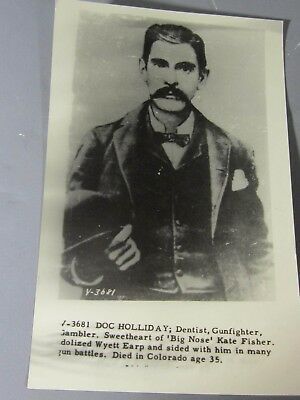 V-3681
V-3681 DOC HOLLIDAY; Dentist, Gunfighter,
Gambler. Sweetheart of 'Big Nose' Kate Fisher.
dolized Wyett Earp and sided with him in many
gun battles. Died in Colorado age 35.